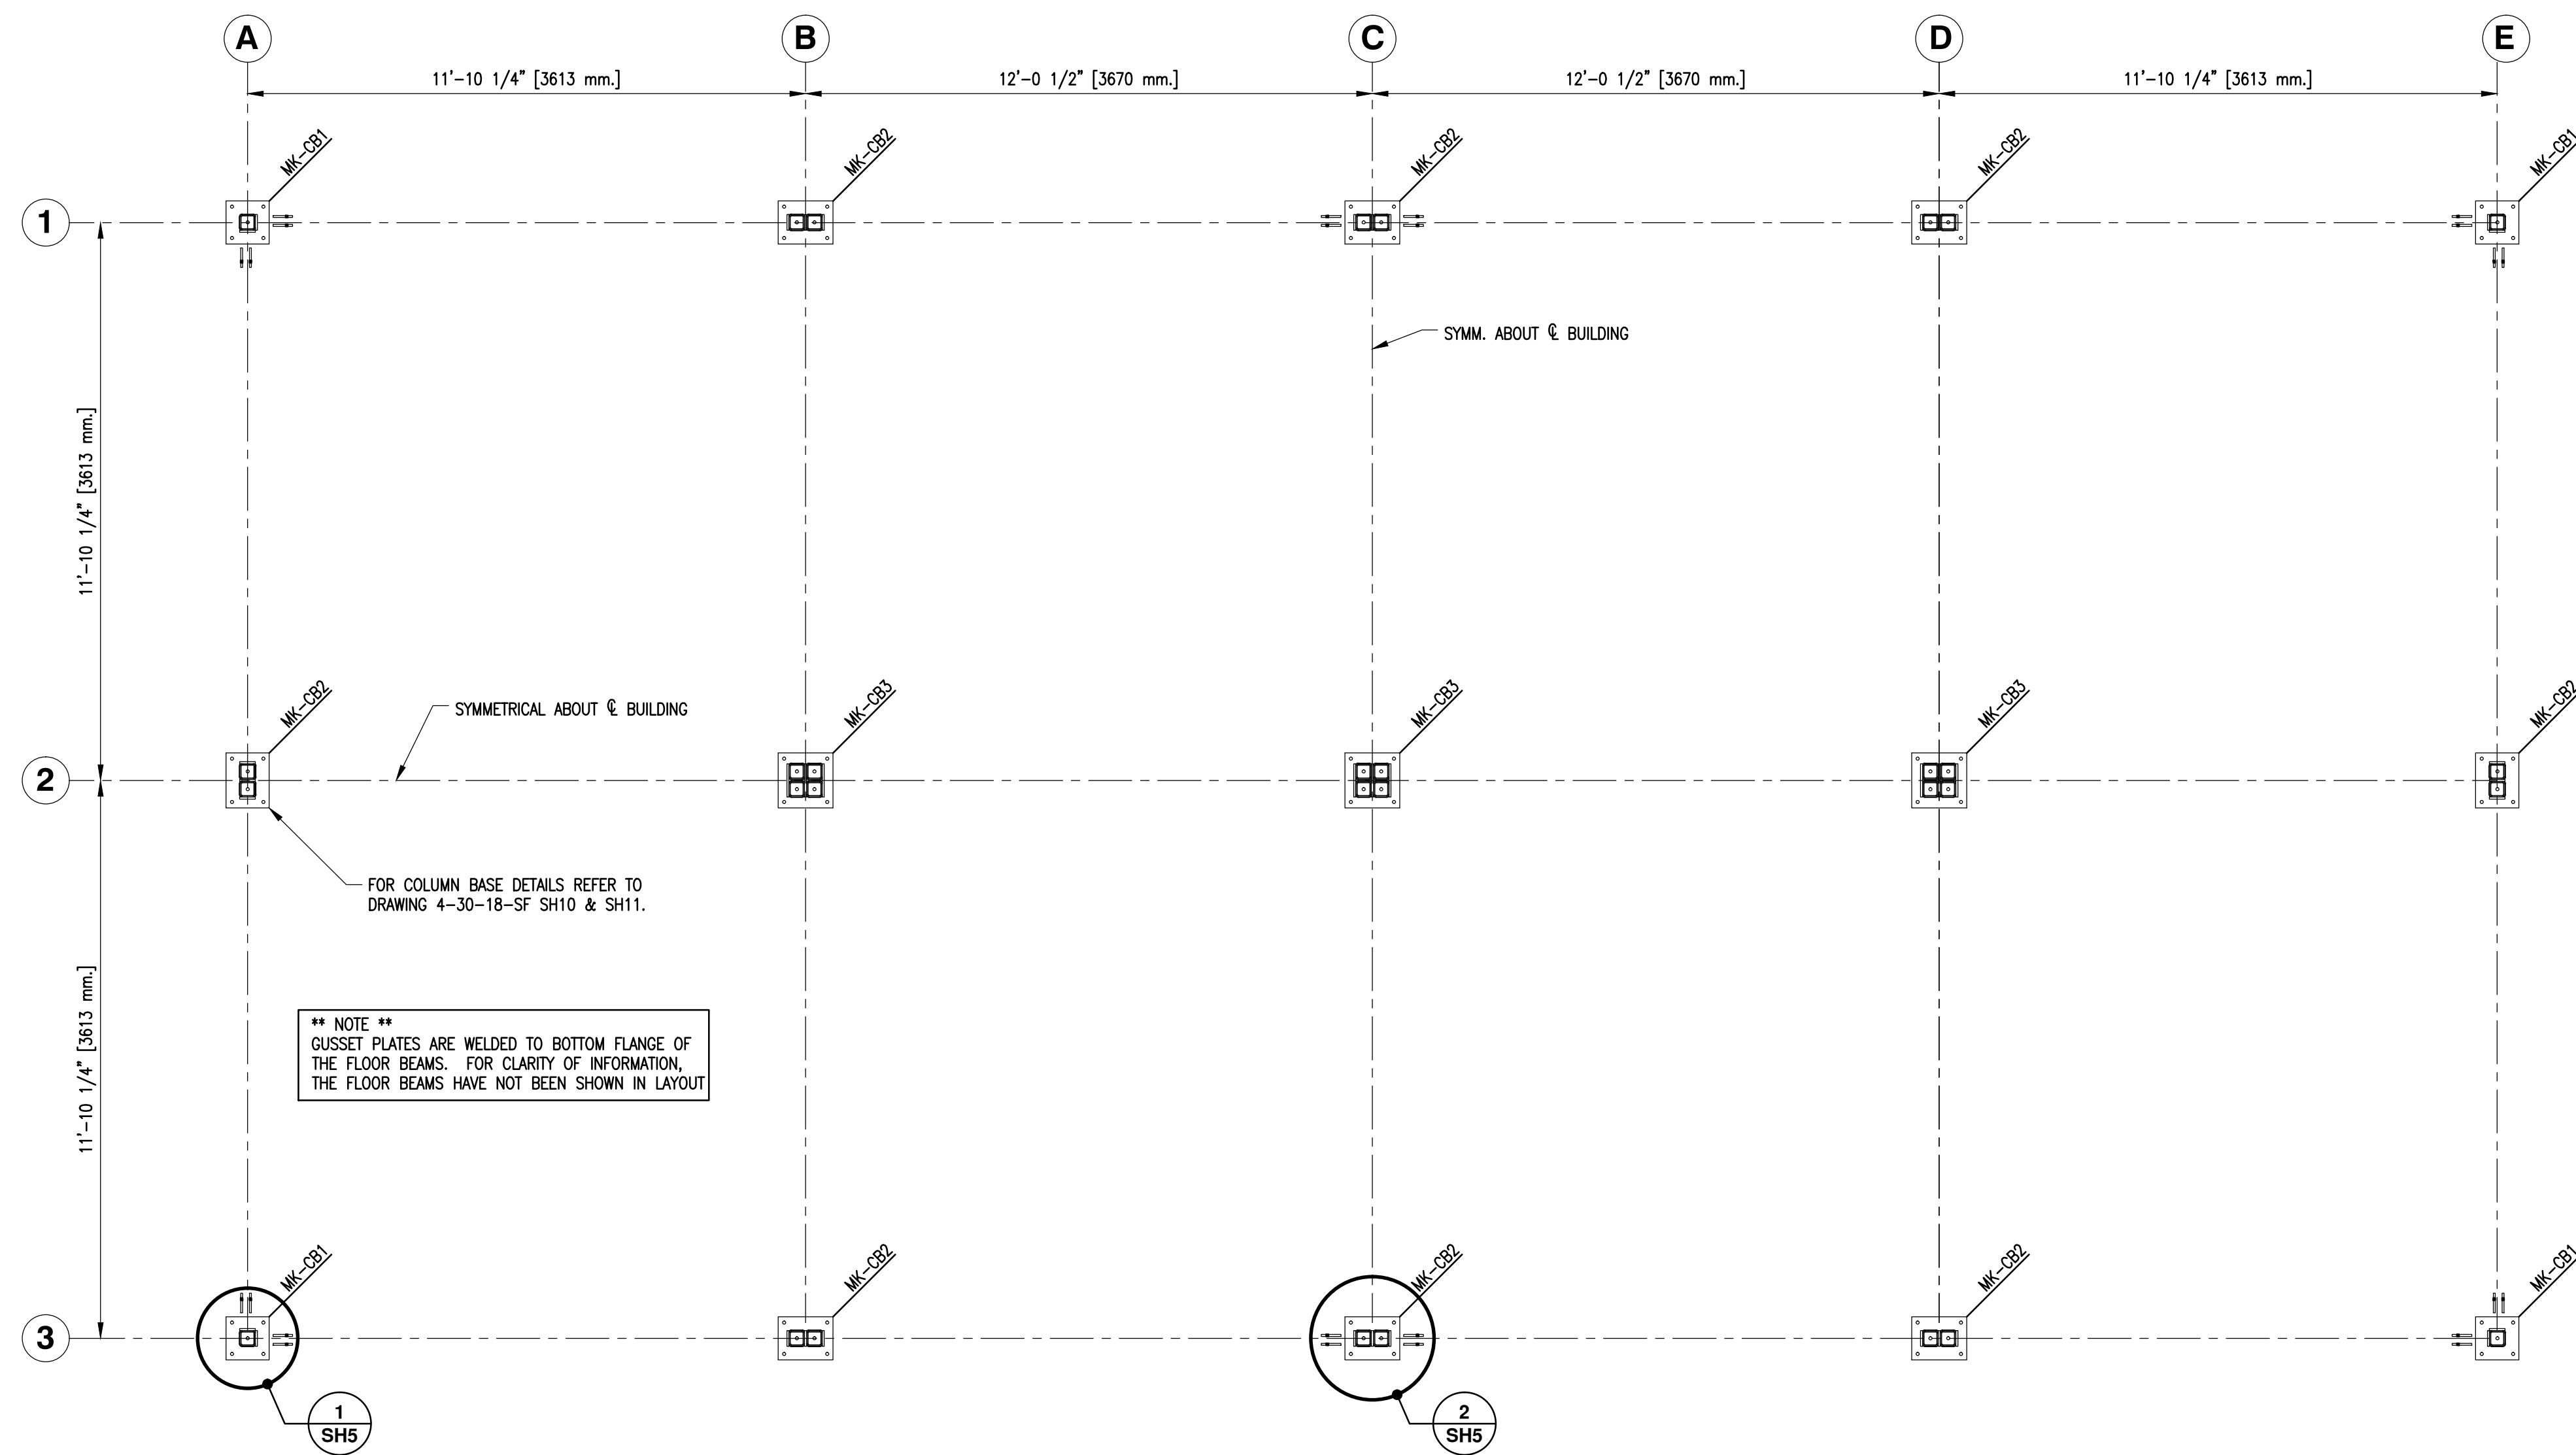 A
B
C
D
E
11'-10 1/4" [3613 mm.]
12'-0 1/2" [3670 mm.]
12'-0 1/2" [3670 mm.]
11'-10 1/4" [3613 mm.]
MK-CB1
MK-CB2
MK-CB2
MK-CB2
MK-CB1
1
SYMM. ABOUT ℄ BUILDING
11'-10 1/4" [3613 mm.]
MK-CB2
MK-CB3
MK-CB3
MK-CB3
MK-CB2
SYMMETRICAL ABOUT ℄ BUILDING
2
FOR COLUMN BASE DETAILS REFER TO
DRAWING 4-30-18-SF SH10 & SH11.
11'-10 1/4" [3613 mm.]
** NOTE **
GUSSET PLATES ARE WELDED TO BOTTOM FLANGE OF
THE FLOOR BEAMS. FOR CLARITY OF INFORMATION,
THE FLOOR BEAMS HAVE NOT BEEN SHOWN IN LAYOUT
MK-CB1
MK-CB2
MK-CB2
MK-CB2
MK-CB1
3
1
SH5
2
SH5